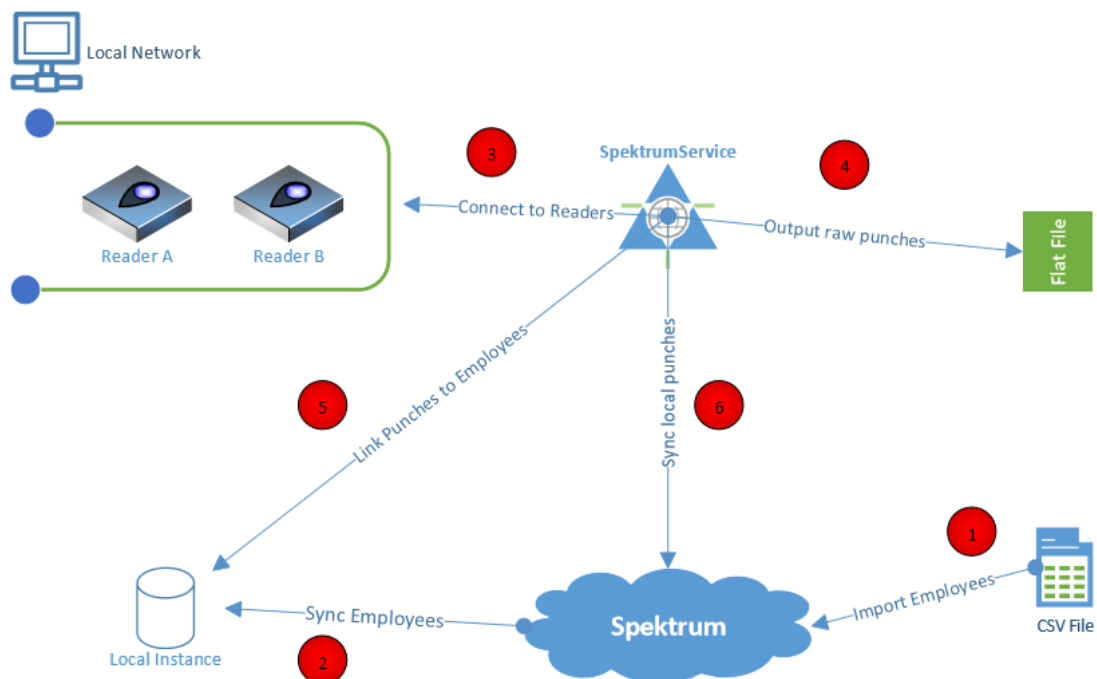 Local Network
3
SpektrumService
4
Connect to Readers
Output raw punches
Flat File
Reader A
Reader B
Link Punches to Employees
Sync local punches
5
6
1
Import Employees
CSV File
Spektrum
Sync Employees
Local Instance
2